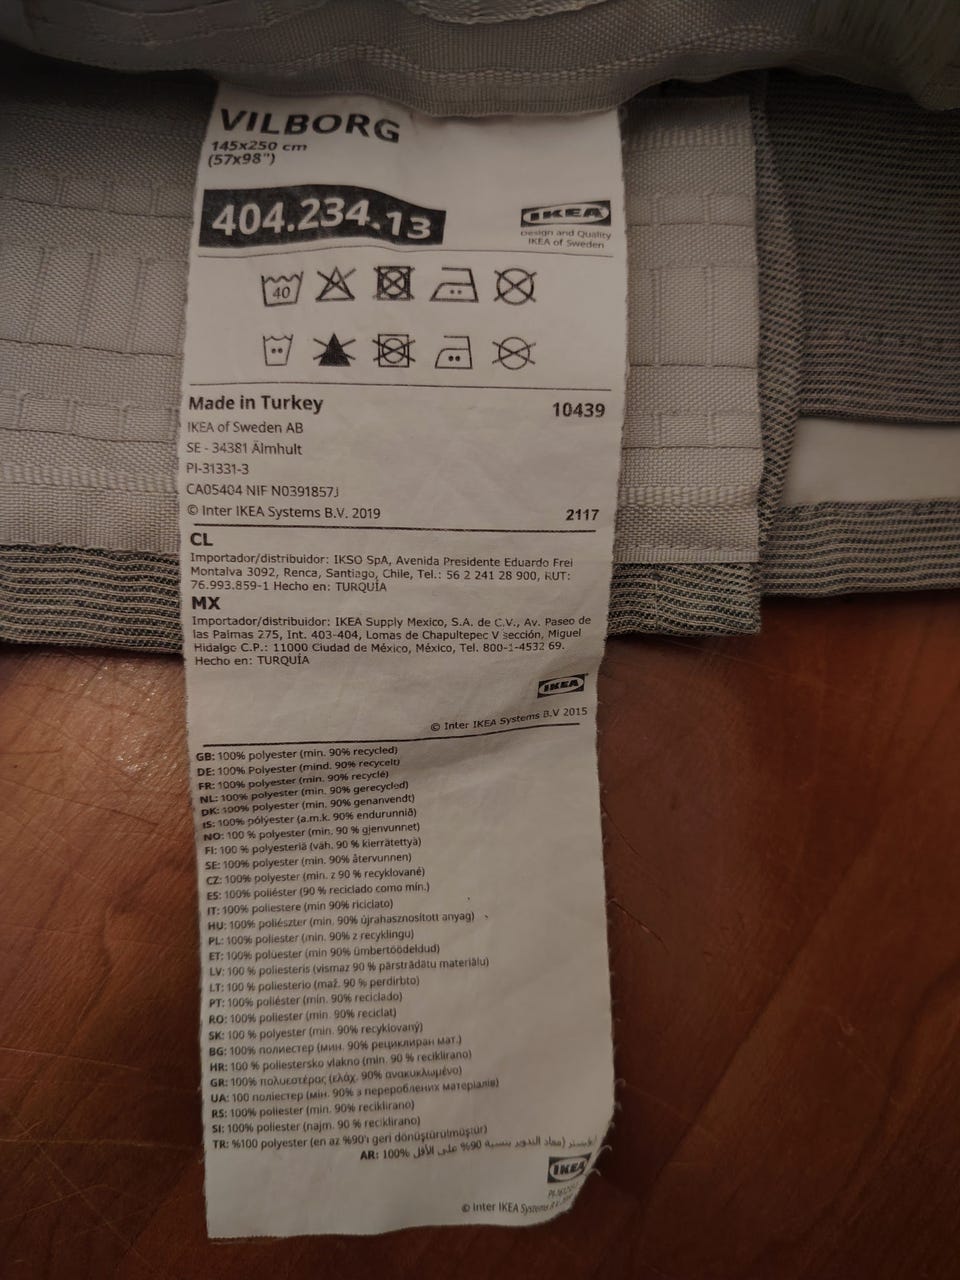 VILBORG
145x250 cm
(57x98")
404.234.13
IKEA
Design and Quality
IKEA of Sweden
40
Made in Turkey
10439
IKEA of Sweden AB
SE - 34381 Älmhult
PI-31331-3
CA05404 NIF N0391857J
© Inter IKEA Systems B.V. 2019
2117
CL
Importador/distribuidor: IKSO SpA, Avenida Presidente Eduardo Frei
Montalva 3092, Renca, Santiago, Chile, Tel.: 56 2 241 28 900, RUT:
76.993.859-1 Hecho en: TURQUÍA
MX
Importador/distribuidor: IKEA Supply Mexico, S.A. de C.V., Av. Paseo de
las Palmas 275, Int. 403-404, Lomas de Chapultepec V sección, Miguel
Hidalgo C.P.: 11000 Ciudad de México, México, Tel. 800-1-4532 69.
Hecho en: TURQUÍA
IKEA
© Inter IKEA Systems B.V 2015
GB: 100% polyester (min. 90% recycled)
DE: 100% Polyester (mind. 90% recycelt)
FR: 100% polyester (min. 90% recyclé)
NL: 100% polyester (min. 90% gerecycled)
DK: 100% polyester (min. 90% genanvendt)
IS: 100% pólýester (a.m.k. 90% endurunnið)
NO: 100 % polyester (min. 90 % gjenvunnet)
FI: 100 % polyesteriä (väh. 90 % kierrätettyä)
SE: 100% polyester (min. 90% återvunnen)
CZ: 100% polyester (min. z 90 % recyklované)
ES: 100% poliéster (90 % reciclado como mín.)
IT: 100% poliestere (min 90% riciclato)
HU: 100% poliészter (min. 90% újrahasznosított anyag)
PL: 100% poliester (min. 90% z recyklingu)
ET: 100% polüester (min 90% ümbertöödeldud)
LV: 100 % poliesteris (vismaz 90 % pārstrādātu materiālu)
LT: 100 % poliesterio (maž. 90 % perdirbto)
PT: 100% poliéster (mín. 90% reciclado)
RO: 100% poliester (min. 90% reciclat)
SK: 100 % polyester (min. 90% recyklovaný)
BG: 100% полиестер (мин. 90% рециклиран мат.)
HR: 100 % poliestersko vlakno (min. 90 % reciklirano)
GR: 100% πολυεστέρας (ελάχ. 90% ανακυκλωμένο)
UA: 100 поліестер (мін. 90% з перероблених матеріалів)
RS: 100% poliester (min. 90% reciklirano)
SI: 100% poliester (najm. 90 % reciklirano)
TR: %100 polyester (en az %90'ı geri dönüştürülmüştür)
AR: 100% (معاد التدوير بنسبة 90% على الأقل
IKEA
© Inter IKEA Systems